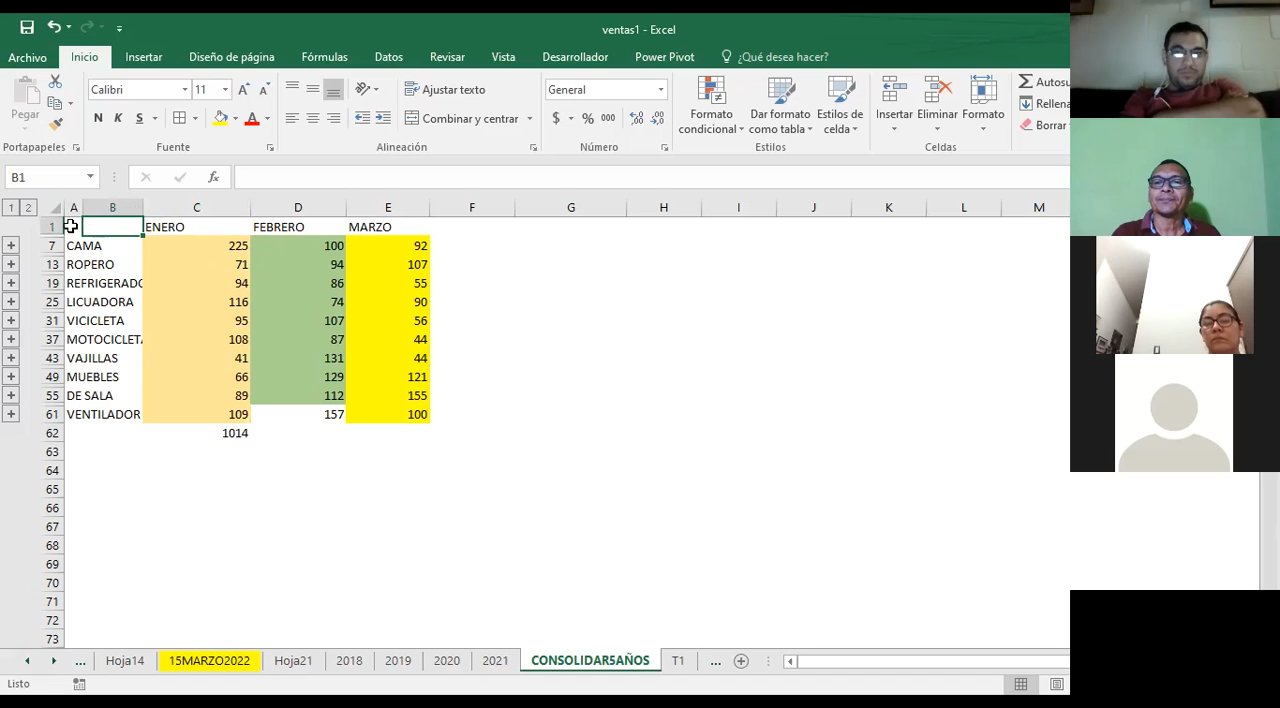 ventas1 - Excel
Archivo Inicio Insertar Diseño de página Fórmulas Datos Revisar Vista Desarrollador Power Pivot ¿Qué desea hacer?
Pegar
Calibri 11
Ajustar texto
General
Formato condicional
Dar formato como tabla
Estilos de celda
Insertar Eliminar Formato
Autosu
Rellena
Borrar
N K S
Combinar y centrar
$ % 000
Portapapeles Fuente Alineación Número Estilos Celdas
B1 fx
1 2 A B C D E F G H I J K L M
1 ENERO FEBRERO MARZO
7 CAMA 225 100 92
13 ROPERO 71 94 107
19 REFRIGERADO 94 86 55
25 LICUADORA 116 74 90
31 VICICLETA 95 107 56
37 MOTOCICLETA 108 87 44
43 VAJILLAS 41 131 44
49 MUEBLES 66 129 121
55 DE SALA 89 112 155
61 VENTILADOR 109 157 100
62 1014
63
64
65
66
67
68
69
70
71
72
73
... Hoja14 15MARZO2022 Hoja21 2018 2019 2020 2021 CONSOLIDAR5AÑOS T1 ...
Listo